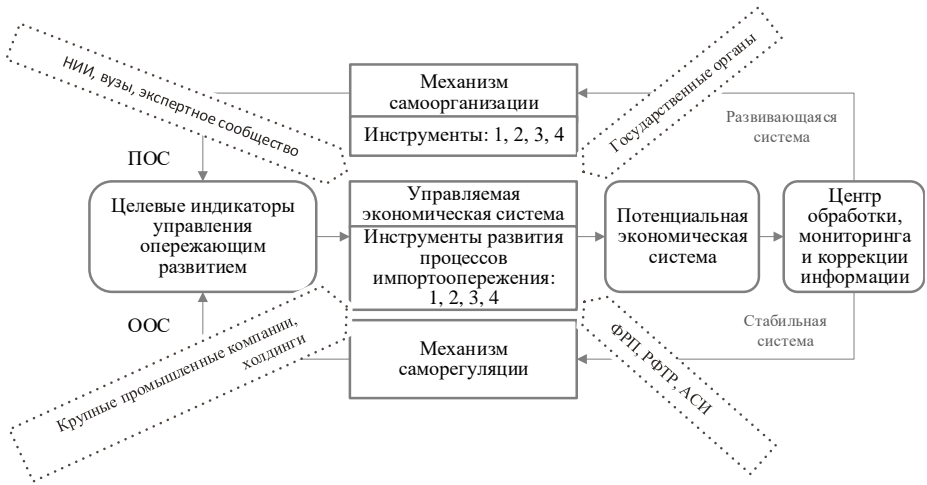 НИИ, вузы, экспертное сообщество
Механизм
самоорганизации
Инструменты: 1, 2, 3, 4
Государственные органы
Развивающаяся
система
ПОС
Целевые индикаторы
управления
опережающим
развитием
Управляемая
экономическая система
Инструменты развития
процессов
импортоопережения:
1, 2, 3, 4
Потенциальная
экономическая
система
Центр
обработки,
мониторинга
и коррекции
информации
ООС
Крупные промышленные компании,
холдинги
Механизм
саморегуляции
ФРП, РФТР, АСИ
Стабильная
система